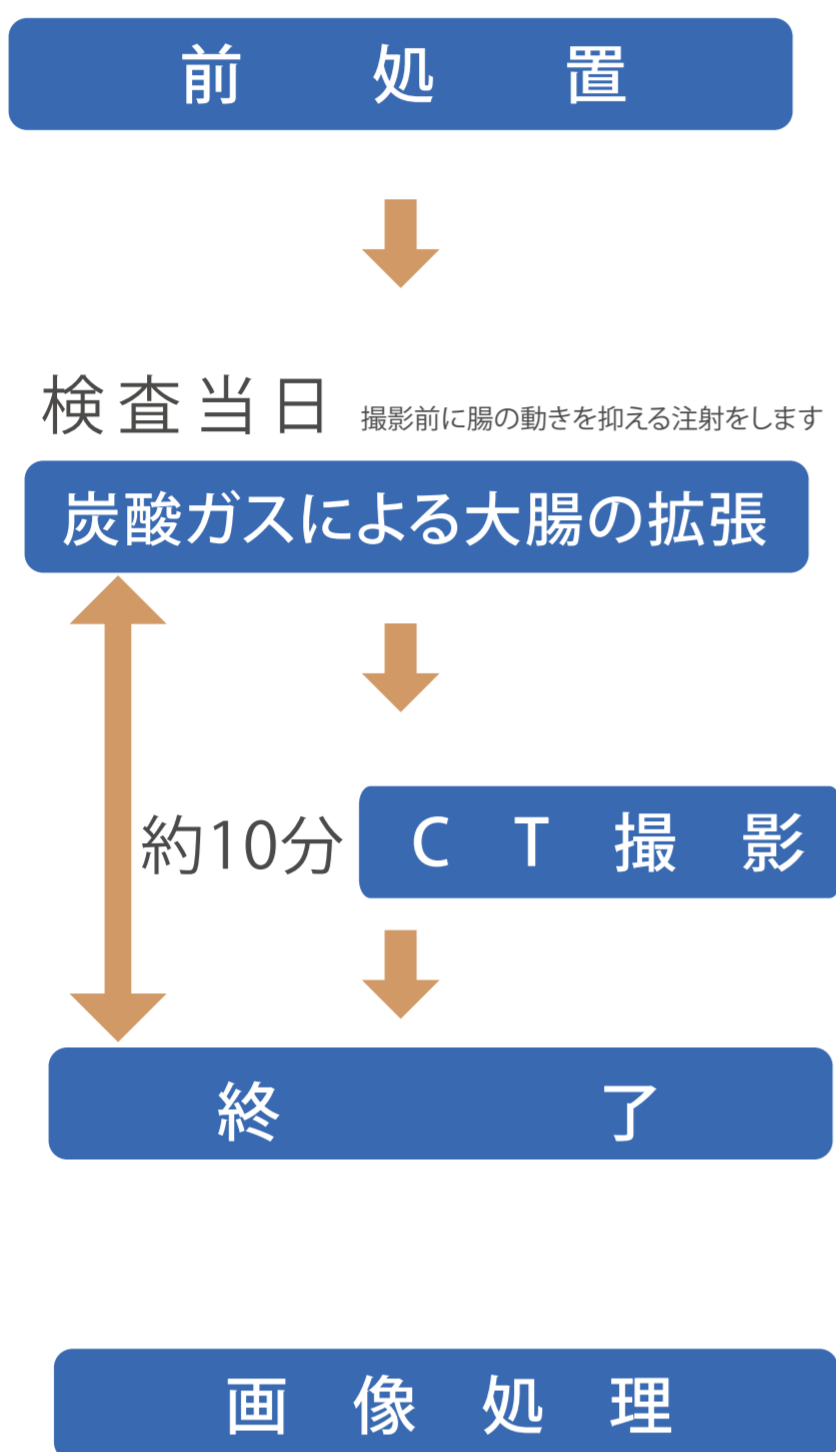 前処置
検査当日 撮影前に腸の動きを抑える注射をします
炭酸ガスによる大腸の拡張
約10分 CT撮影
終了
画像処理